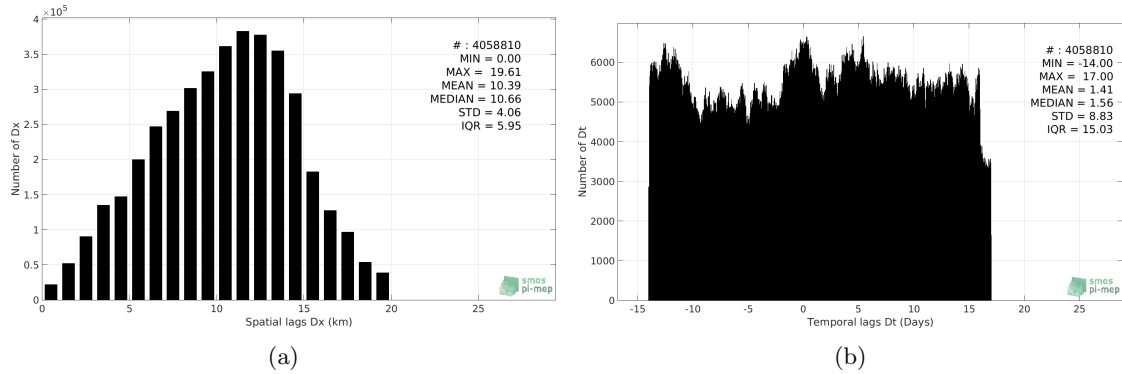 ×10⁵
4
3.5
3
2.5
2
1.5
1
0.5
0
Number of Dx
# : 4058810
MIN = 0.00
MAX = 19.61
MEAN = 10.39
MEDIAN = 10.66
STD = 4.06
IQR = 5.95
smos
pi-mep
0 5 10 15 20 25
Spatial lags Dx (km)
(a)
6000
5000
4000
3000
2000
1000
0
Number of Dt
# : 4058810
MIN = -14.00
MAX = 17.00
MEAN = 1.41
MEDIAN = 1.56
STD = 8.83
IQR = 15.03
smos
pi-mep
-15 -10 -5 0 5 10 15 20 25
Temporal lags Dt (Days)
(b)